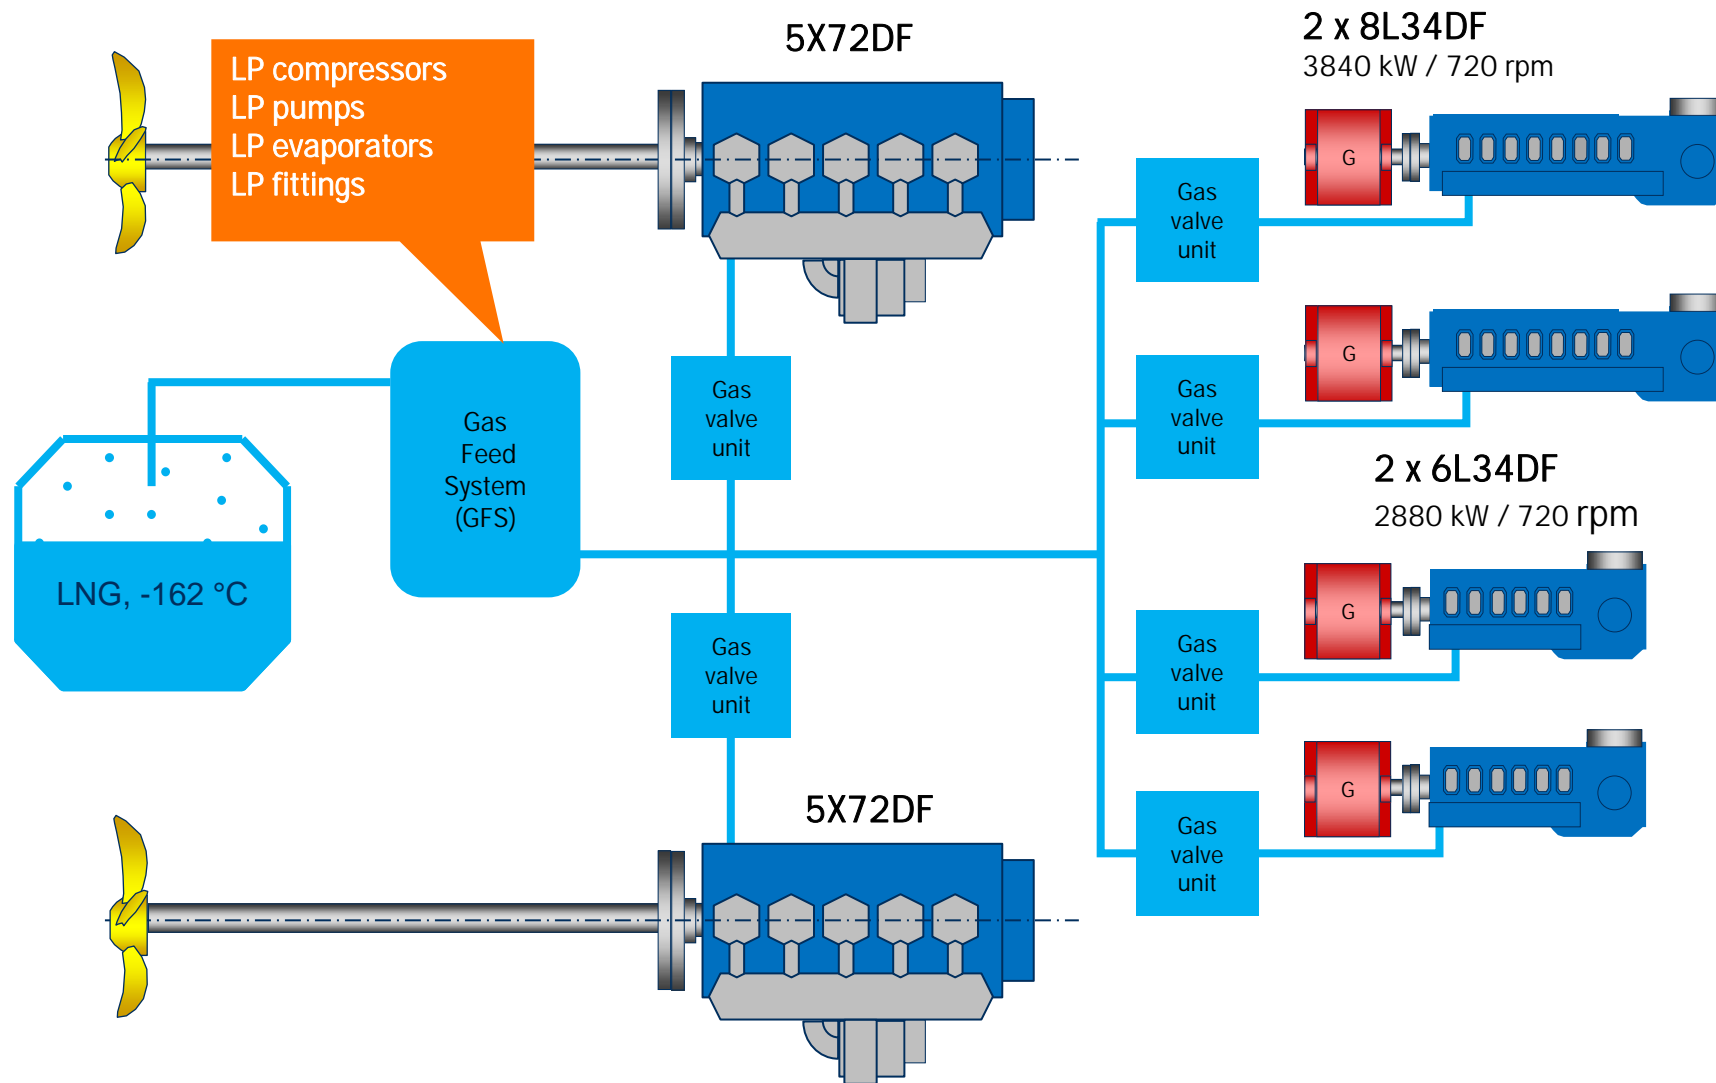 5X72DF
2 x 8L34DF
3840 kW / 720 rpm
LP compressors
LP pumps
LP evaporators
LP fittings
G
Gas
valve
unit
G
Gas
valve
unit
Gas
valve
unit
Gas
Feed
System
(GFS)
2 x 6L34DF
2880 kW / 720 rpm
LNG, -162 °C
G
Gas
valve
unit
Gas
valve
unit
G
Gas
valve
unit
5X72DF